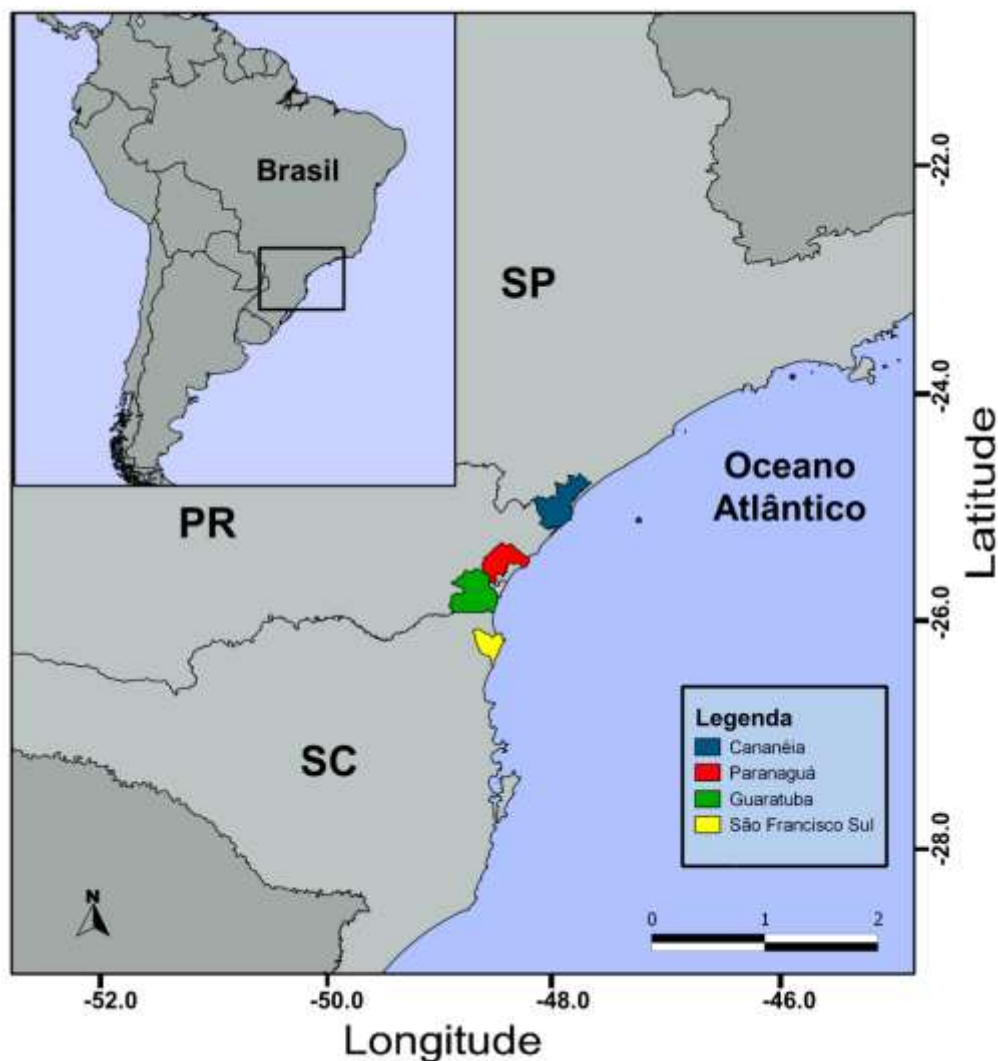 Brasil
SP
PR
SC
Oceano
Atlântico
Legenda
Cananéia
Paranaguá
Guaratuba
São Francisco Sul
N
0 1 2
-22.0
-24.0
-26.0
-28.0
Latitude
-52.0 -50.0 -48.0 -46.0
Longitude